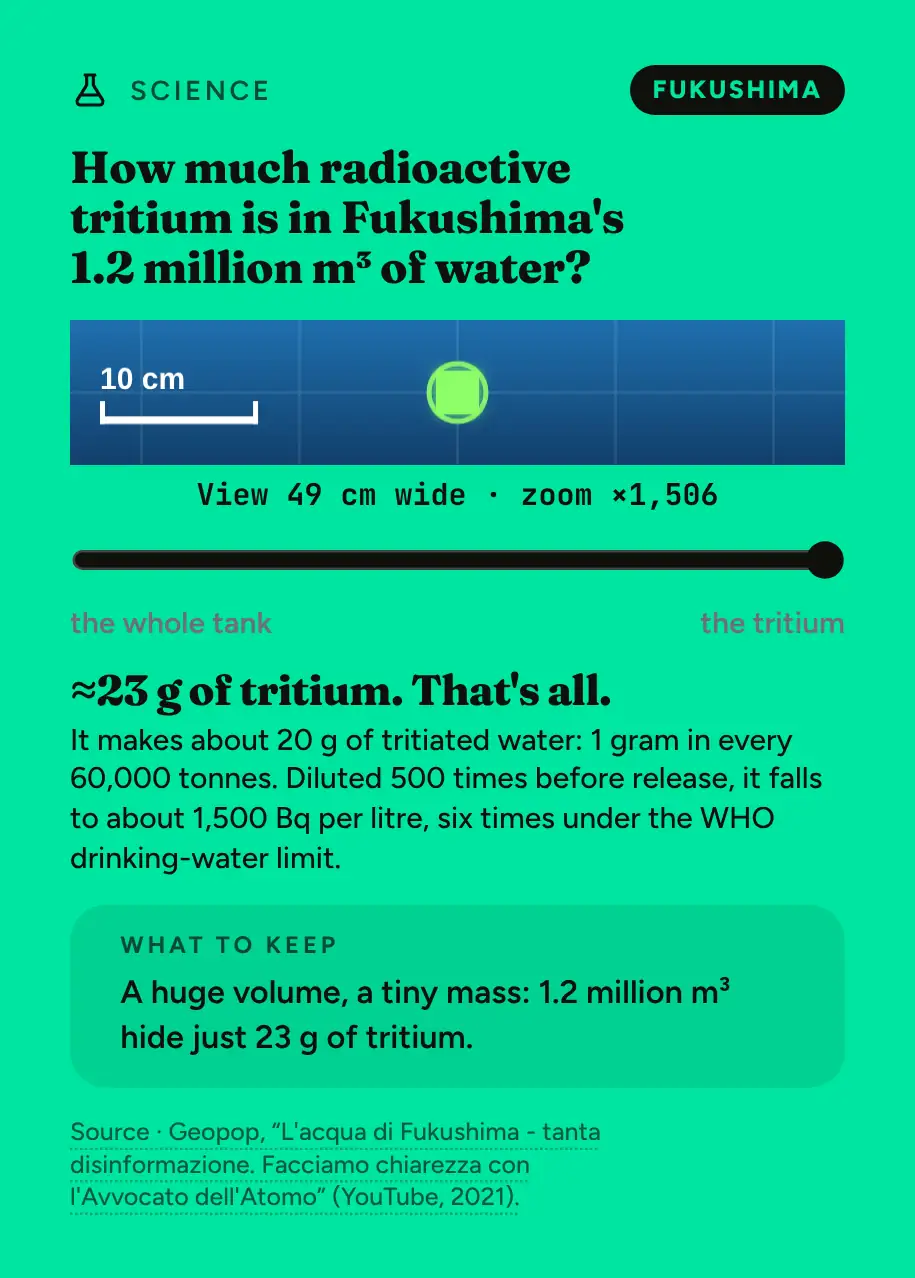 SCIENCE
FUKUSHIMA
How much radioactive
tritium is in Fukushima's
1.2 million m³ of water?
10 cm
View 49 cm wide · zoom ×1,506
the whole tank
the tritium
≈23 g of tritium. That's all.
It makes about 20 g of tritiated water: 1 gram in every
60,000 tonnes. Diluted 500 times before release, it falls
to about 1,500 Bq per litre, six times under the WHO
drinking-water limit.
WHAT TO KEEP
A huge volume, a tiny mass: 1.2 million m³
hide just 23 g of tritium.
Source · Geopop, “L'acqua di Fukushima - tanta
disinformazione. Facciamo chiarezza con
l'Avvocato dell'Atomo” (YouTube, 2021).